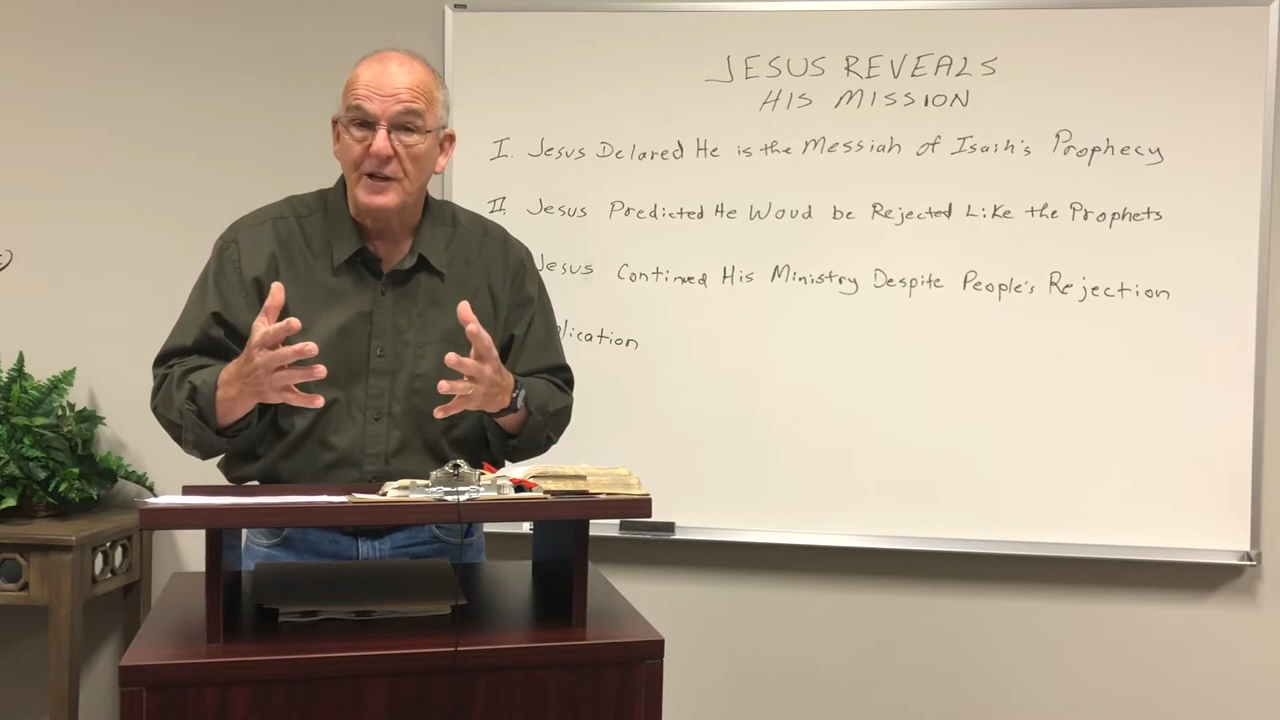 JESUS REVEALS
HIS MISSION
I. Jesus Delared He is the Messiah of Isaih's Prophecy
II. Jesus Predicted He Woud be Rejected Like the Prophets
Jesus Continued His Ministry Despite People's Rejection
plication